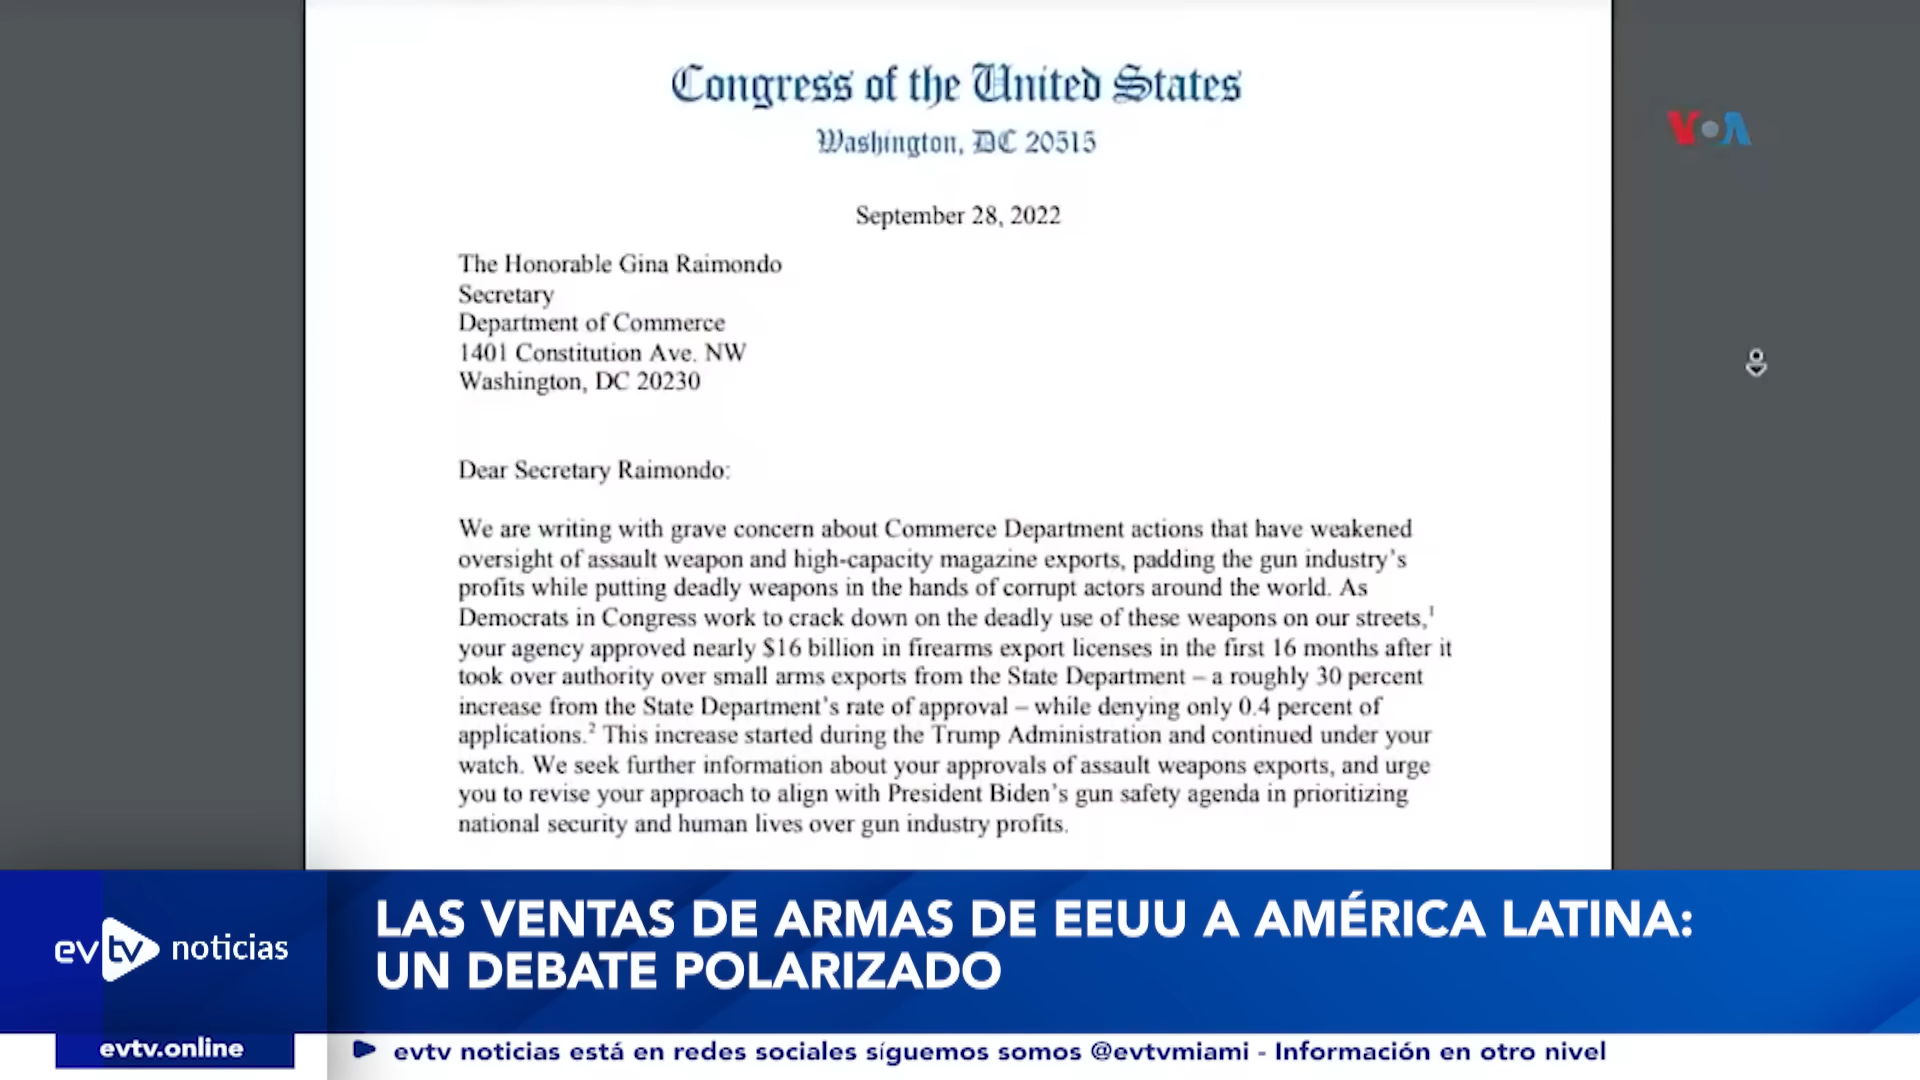 Congress of the United States
Washington, DC 20515
VOA
September 28, 2022
The Honorable Gina Raimondo
Secretary
Department of Commerce
1401 Constitution Ave. NW
Washington, DC 20230
Dear Secretary Raimondo:
We are writing with grave concern about Commerce Department actions that have weakened
oversight of assault weapon and high-capacity magazine exports, padding the gun industry's
profits while putting deadly weapons in the hands of corrupt actors around the world. As
Democrats in Congress work to crack down on the deadly use of these weapons on our streets,¹
your agency approved nearly $16 billion in firearms export licenses in the first 16 months after it
took over authority over small arms exports from the State Department – a roughly 30 percent
increase from the State Department's rate of approval – while denying only 0.4 percent of
applications.² This increase started during the Trump Administration and continued under your
watch. We seek further information about your approvals of assault weapons exports, and urge
you to revise your approach to align with President Biden's gun safety agenda in prioritizing
national security and human lives over gun industry profits.
evtv noticias
LAS VENTAS DE ARMAS DE EEUU A AMÉRICA LATINA:
UN DEBATE POLARIZADO
evtv.online
evtv noticias está en redes sociales síguemos somos @evtvmiami - Información en otro nivel